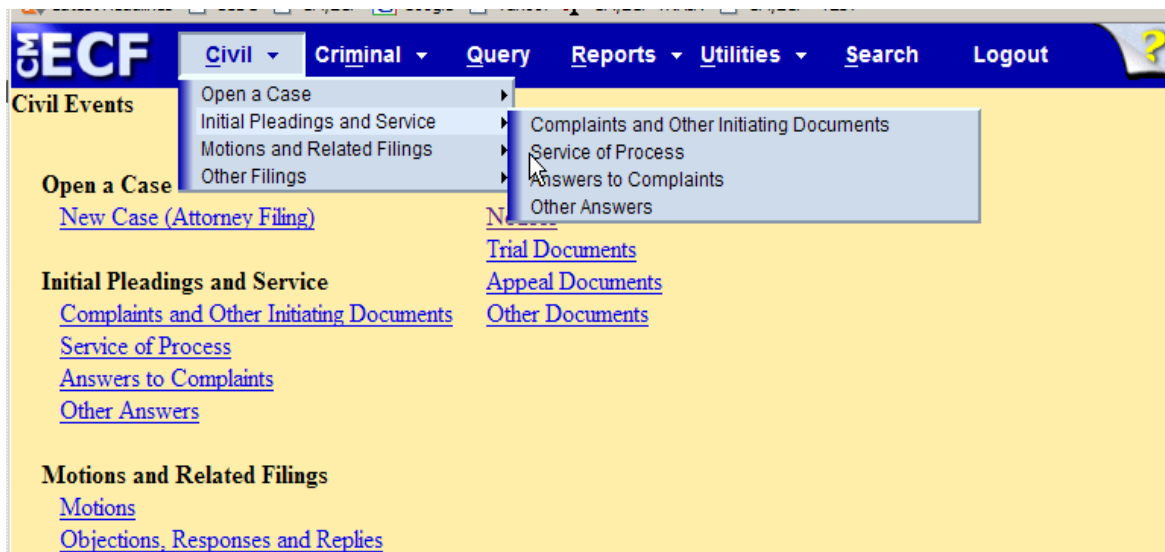 CM ECF Civil Criminal Query Reports Utilities Search Logout ?
Civil Events
Open a Case
Initial Pleadings and Service
Motions and Related Filings
Other Filings
Complaints and Other Initiating Documents
Service of Process
Answers to Complaints
Other Answers
Open a Case
New Case (Attorney Filing)
Initial Pleadings and Service
Complaints and Other Initiating Documents
Service of Process
Answers to Complaints
Other Answers
Motions and Related Filings
Motions
Objections, Responses and Replies
Trial Documents
Appeal Documents
Other Documents